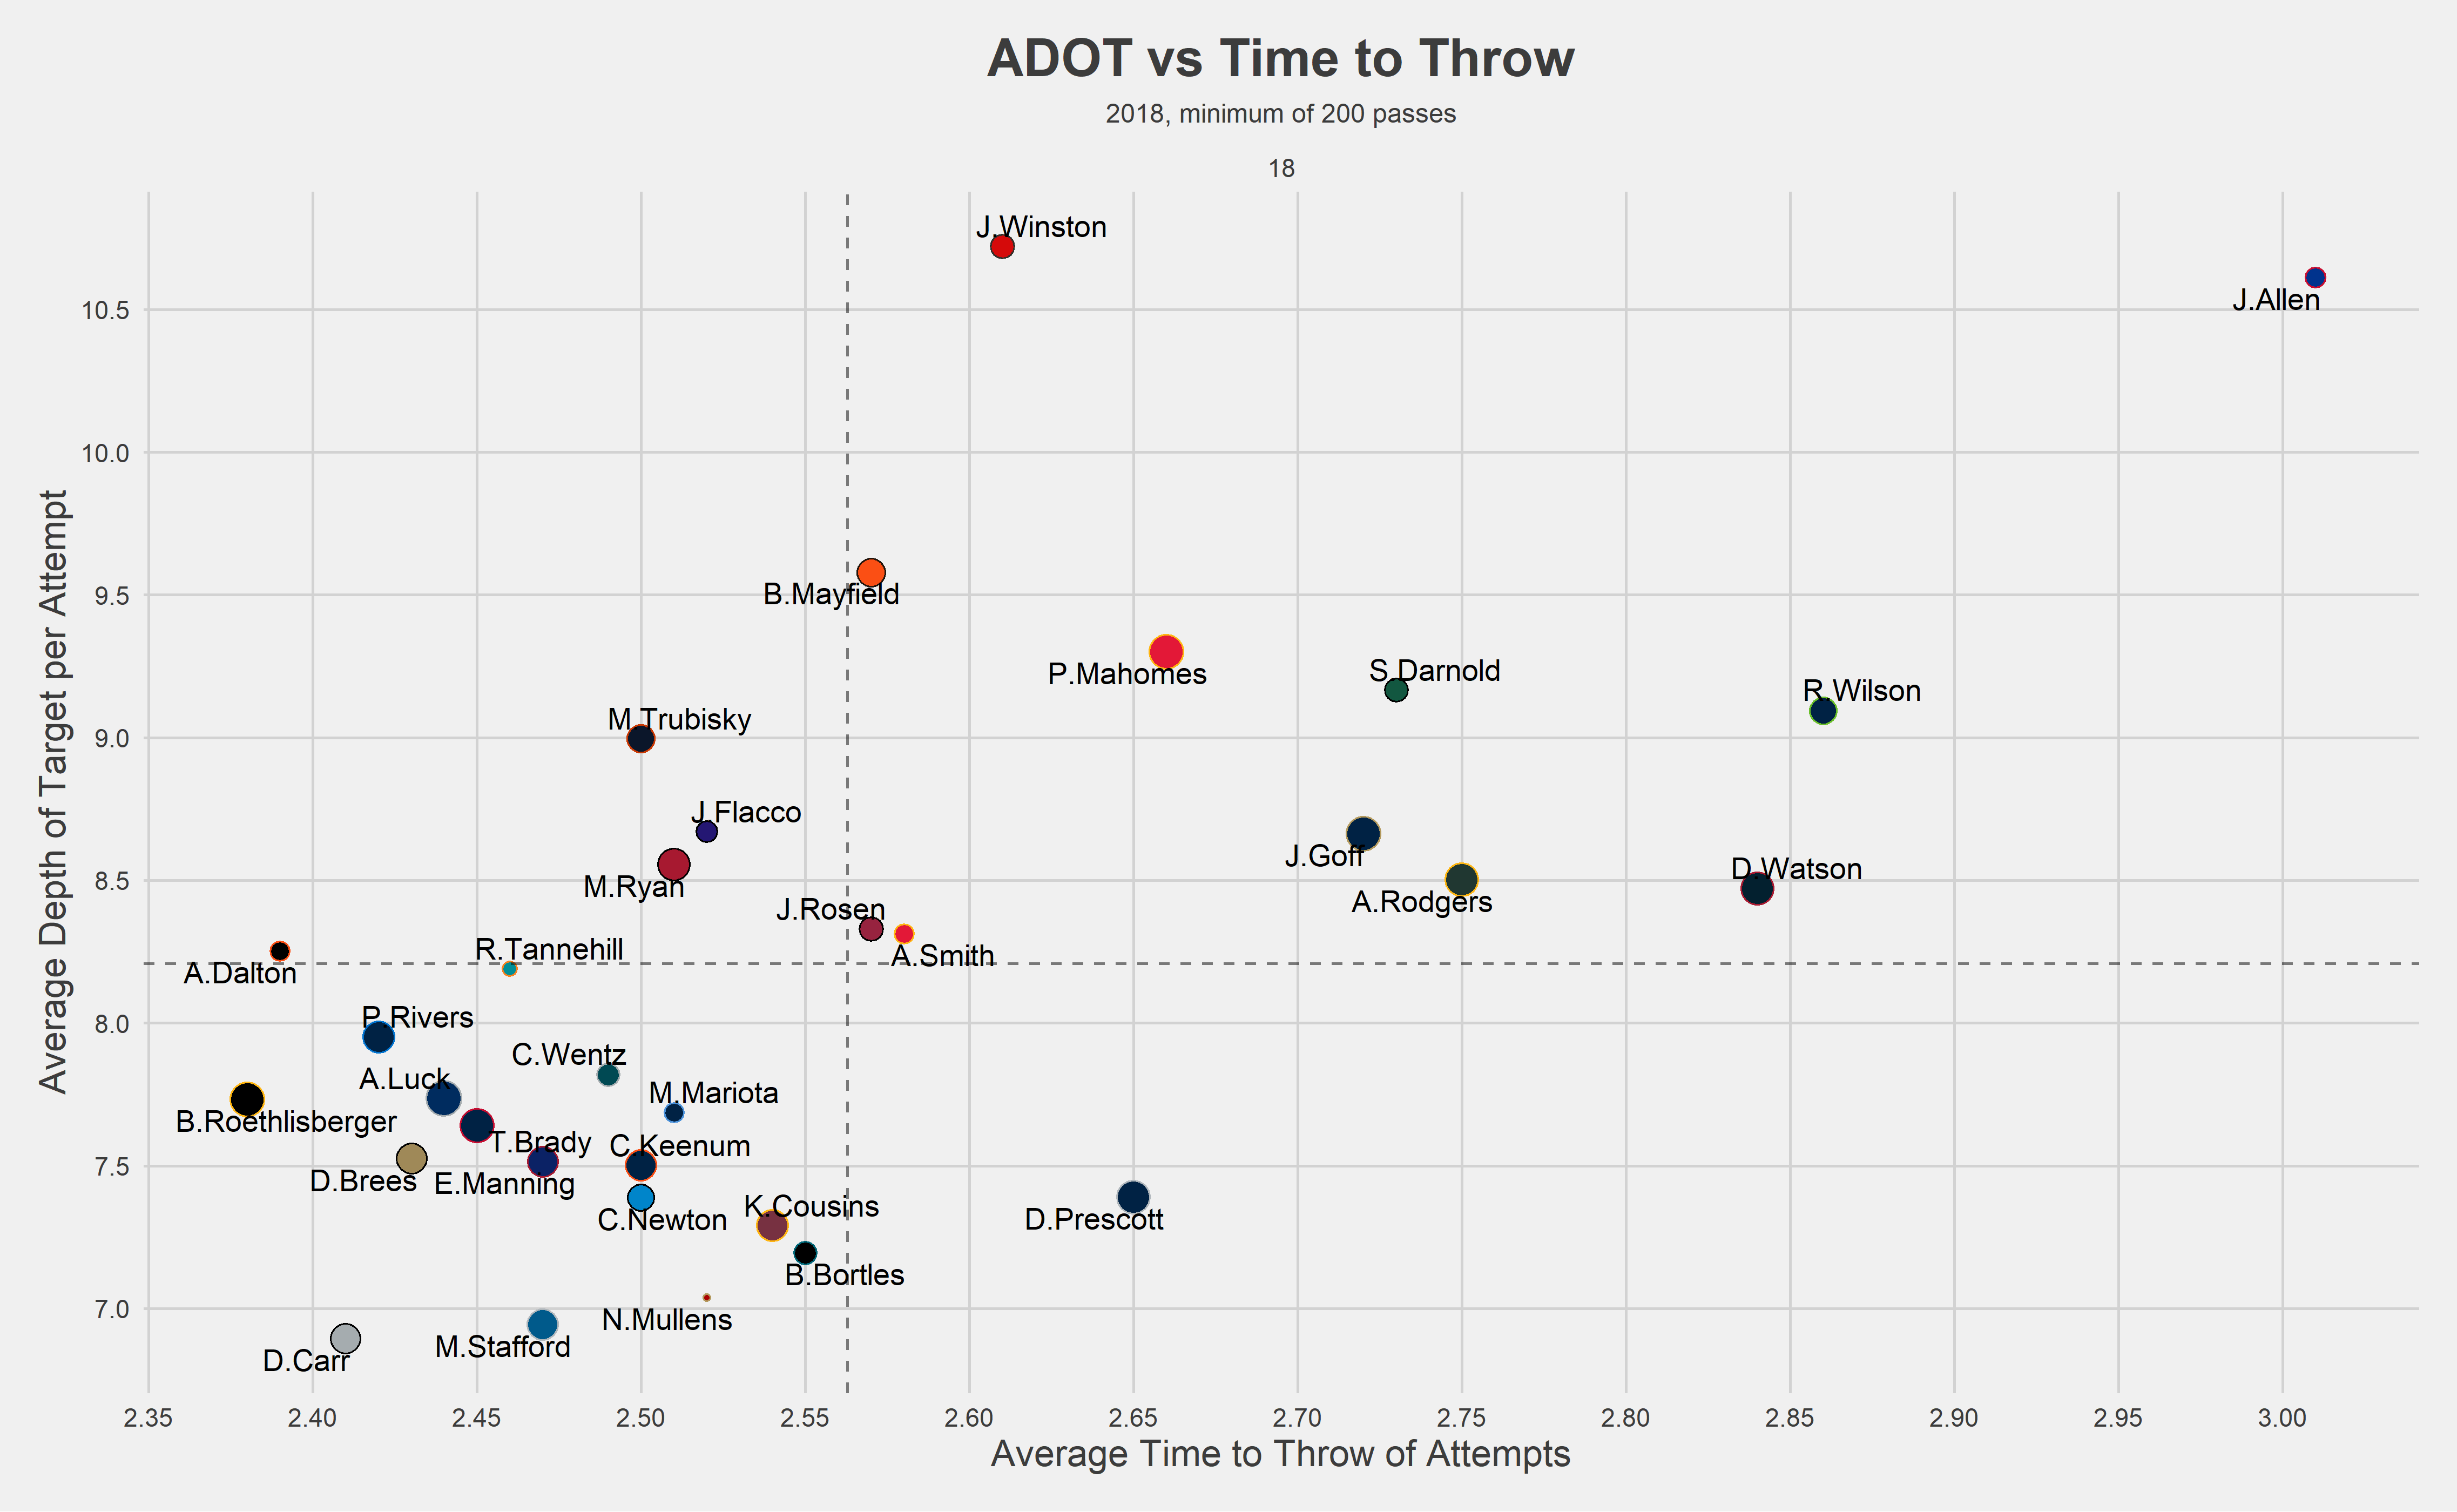 ADOT vs Time to Throw
2018, minimum of 200 passes
18
J.Winston
J.Allen
10.5
10.0
B.Mayfield
9.5
P.Mahomes
S.Darnold
R.Wilson
M.Trubisky
9.0
J.Flacco
J.Goff
D.Watson
M.Ryan
8.5
A.Rodgers
J.Rosen
R.Tannehill
A.Smith
A.Dalton
P.Rivers
8.0
C.Wentz
A.Luck
M.Mariota
B.Roethlisberger
T.Brady
C.Keenum
7.5
D.Brees
E.Manning
K.Cousins
C.Newton
D.Prescott
B.Bortles
7.0
N.Mullens
M.Stafford
D.Carr
Average Depth of Target per Attempt
2.35 2.40 2.45 2.50 2.55 2.60 2.65 2.70 2.75 2.80 2.85 2.90 2.95 3.00
Average Time to Throw of Attempts